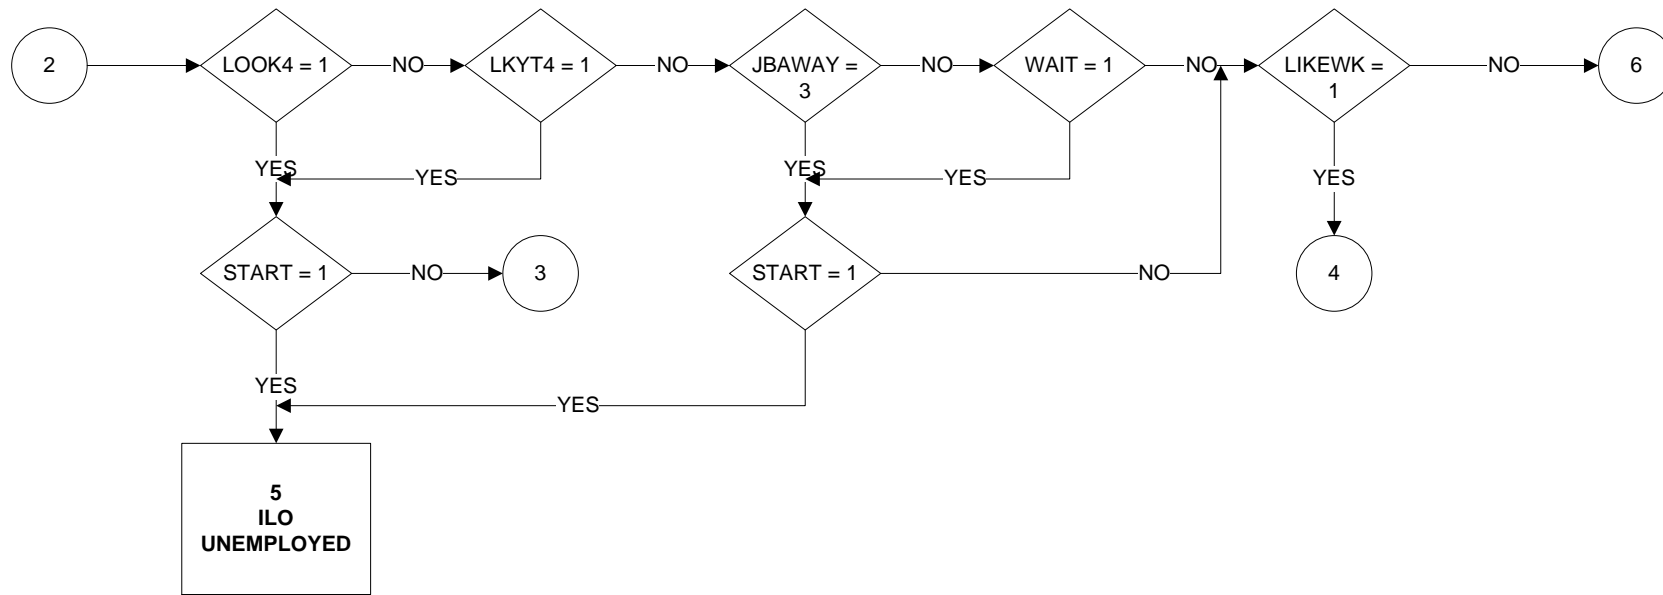 2
LOOK4 = 1
NO
LKYT4 = 1
NO
JBAWAY =
3
NO
WAIT = 1
NO
LIKEWK =
1
NO
6
YES
YES
YES
YES
YES
START = 1
NO
3
START = 1
NO
4
YES
YES
5
ILO
UNEMPLOYED